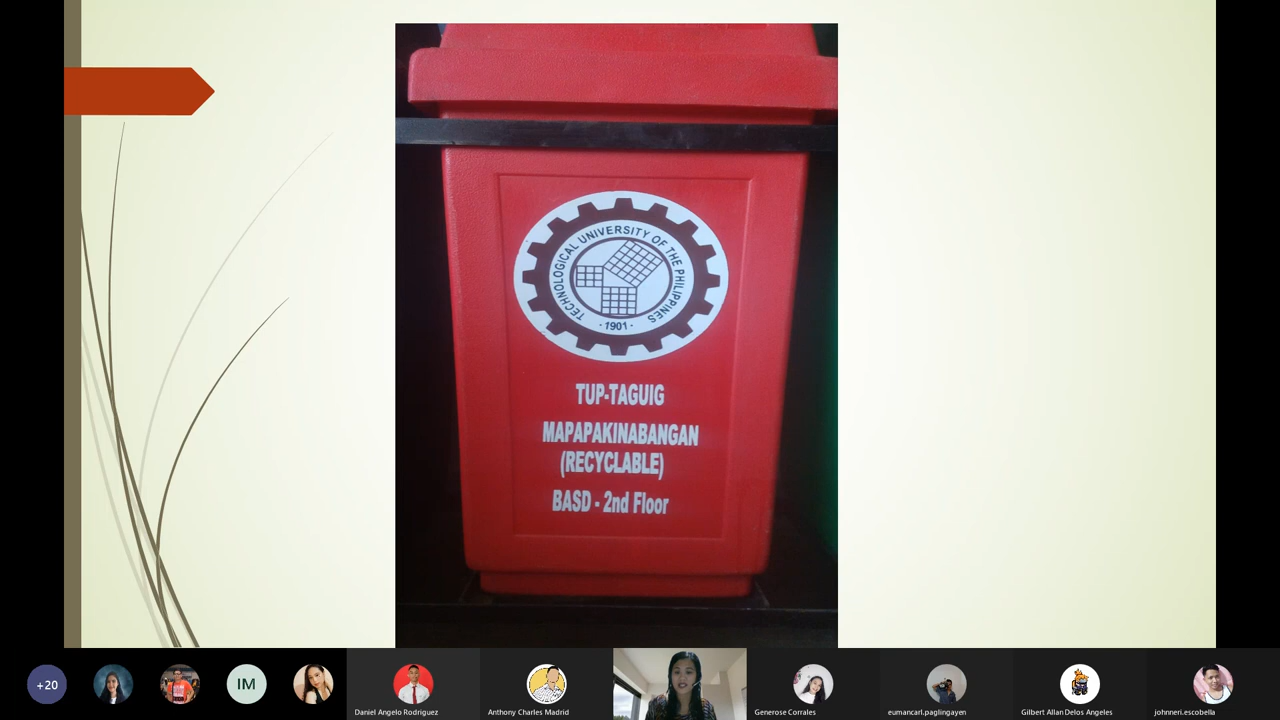 TECHNOLOGICAL UNIVERSITY OF THE PHILIPPINES
· 1901 ·
TUP-TAGUIG
MAPAPAKINABANGAN
(RECYCLABLE)
BASD - 2nd Floor
+20
IM
Daniel Angelo Rodriguez
Anthony Charles Madrid
Generose Corrales
eumancarl.paglingayen
Gilbert Allan Delos Angeles
johnneri.escobella